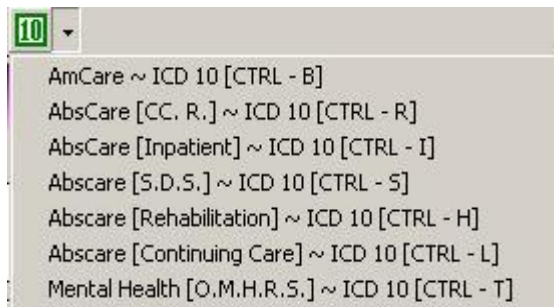 10
AmCare ~ ICD 10 [CTRL - B]
AbsCare [CC. R.] ~ ICD 10 [CTRL - R]
AbsCare [Inpatient] ~ ICD 10 [CTRL - I]
Abscare [S.D.S.] ~ ICD 10 [CTRL - S]
Abscare [Rehabilitation] ~ ICD 10 [CTRL - H]
Abscare [Continuing Care] ~ ICD 10 [CTRL - L]
Mental Health [O.M.H.R.S.] ~ ICD 10 [CTRL - T]